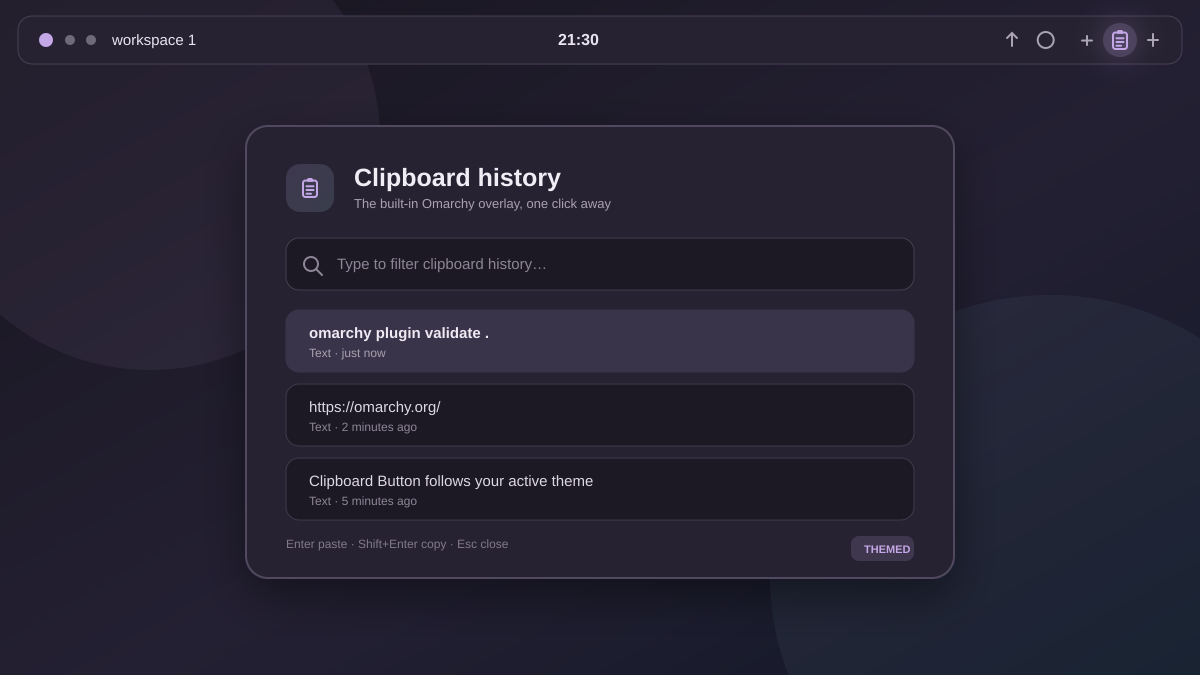 workspace 1
21:30
Clipboard history
The built-in Omarchy overlay, one click away
Type to filter clipboard history…
omarchy plugin validate .
Text · just now
https://omarchy.org/
Text · 2 minutes ago
Clipboard Button follows your active theme
Text · 5 minutes ago
Enter paste · Shift+Enter copy · Esc close
THEMED